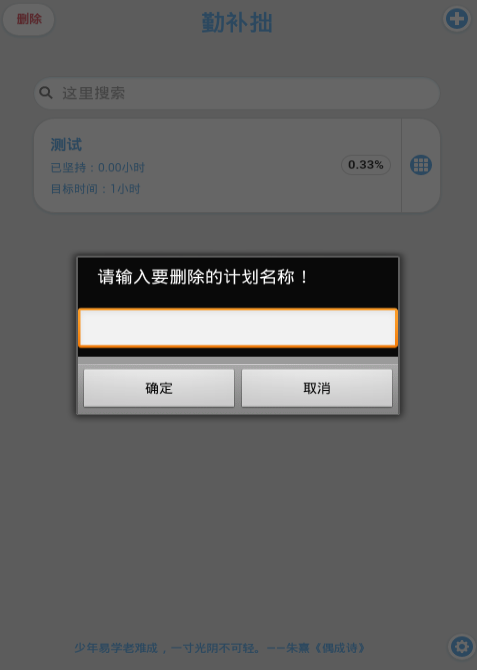 删除
勤补拙
这里搜索
测试
已坚持：0.00小时
目标时间：1小时
0.33%
请输入要删除的计划名称！
确定
取消
少年易学老难成，一寸光阴不可轻。——朱熹《偶成诗》